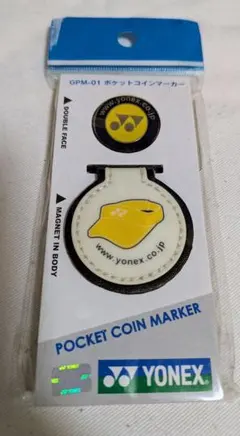 GPM-01 ポケットコインマーカー
www.yonex.co.jp
▲DOUBLE FACE
▲MAGNET IN BODY
www.yonex.co.jp
POCKET COIN MARKER
YONEX